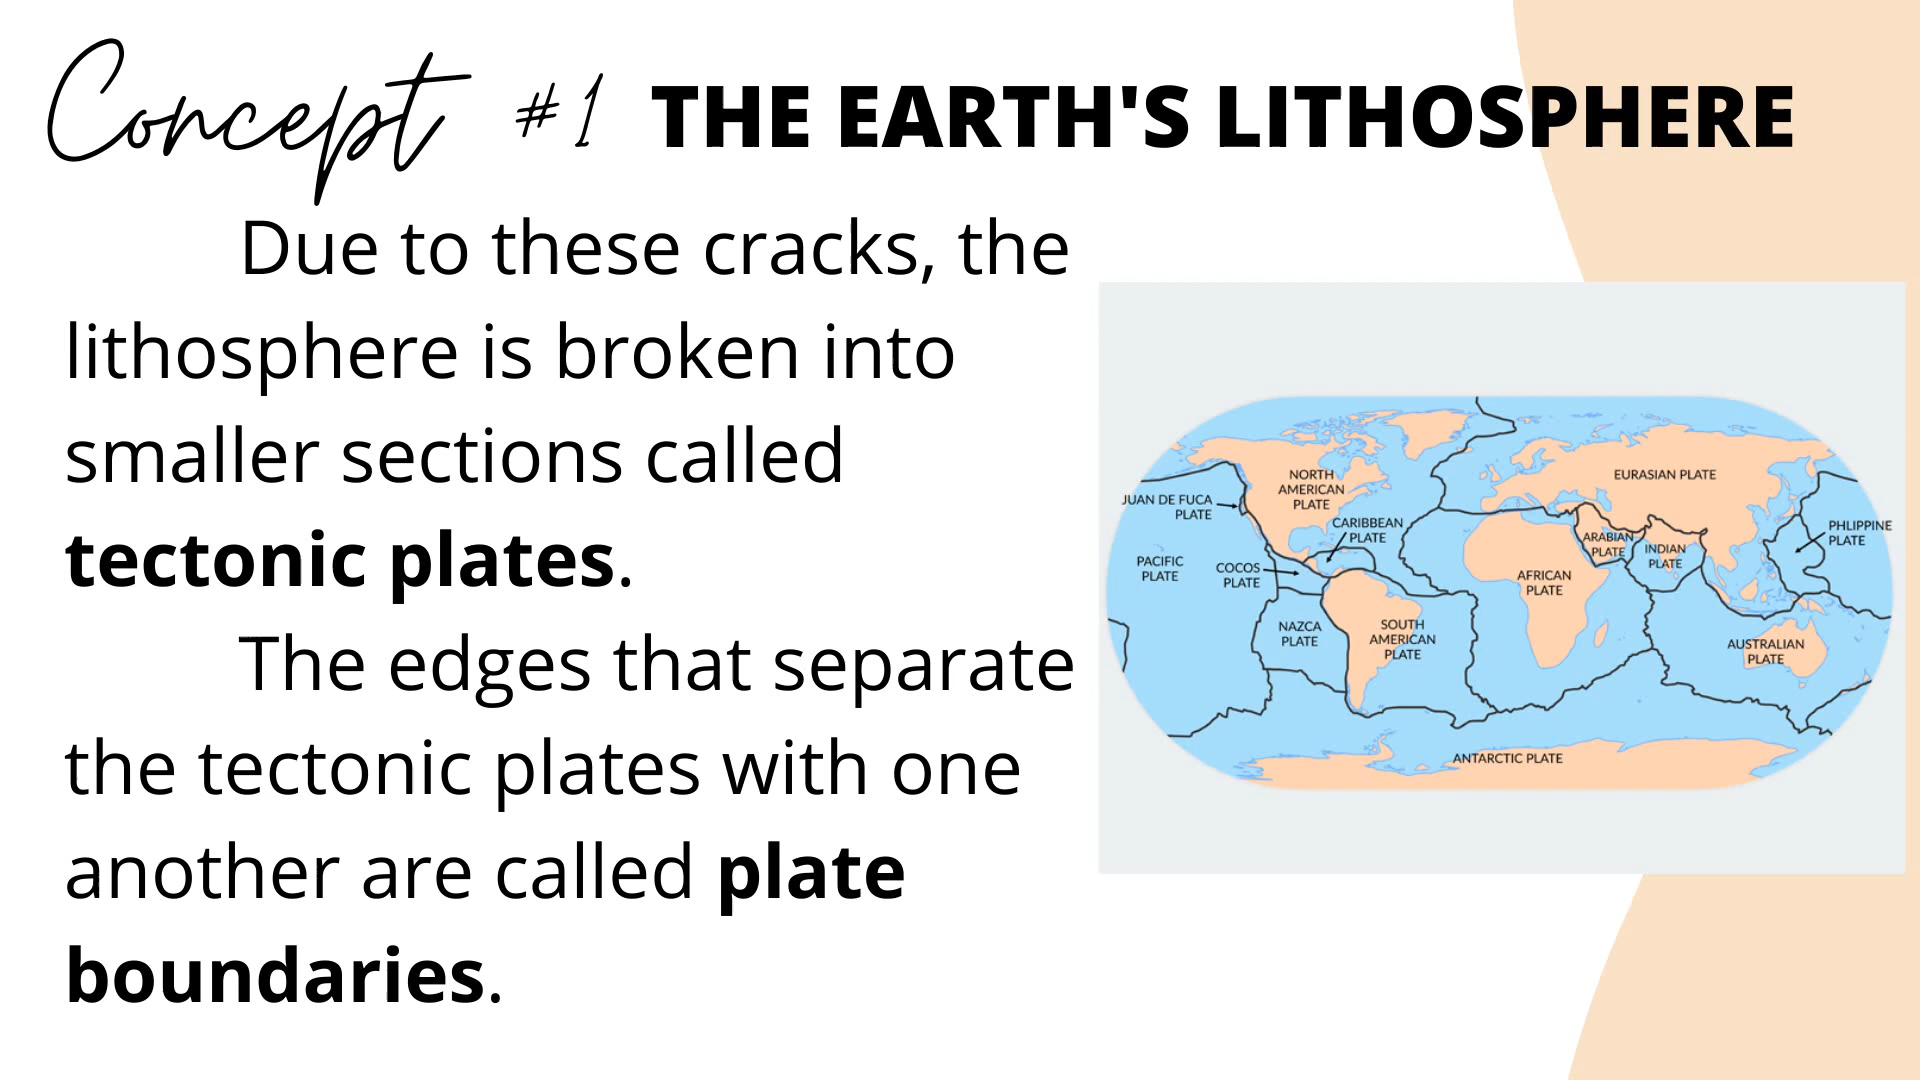 Concept #1 THE EARTH'S LITHOSPHERE
Due to these cracks, the
lithosphere is broken into
smaller sections called
tectonic plates.
The edges that separate
the tectonic plates with one
another are called plate
boundaries.
NORTH
AMERICAN
PLATE
EURASIAN PLATE
JUAN DE FUCA
PLATE
CARIBBEAN
PLATE
PHLIPPINE
PLATE
ARABIAN
PLATE
INDIAN
PLATE
PACIFIC
PLATE
COCOS
PLATE
AFRICAN
PLATE
NAZCA
PLATE
SOUTH
AMERICAN
PLATE
AUSTRALIAN
PLATE
ANTARCTIC PLATE